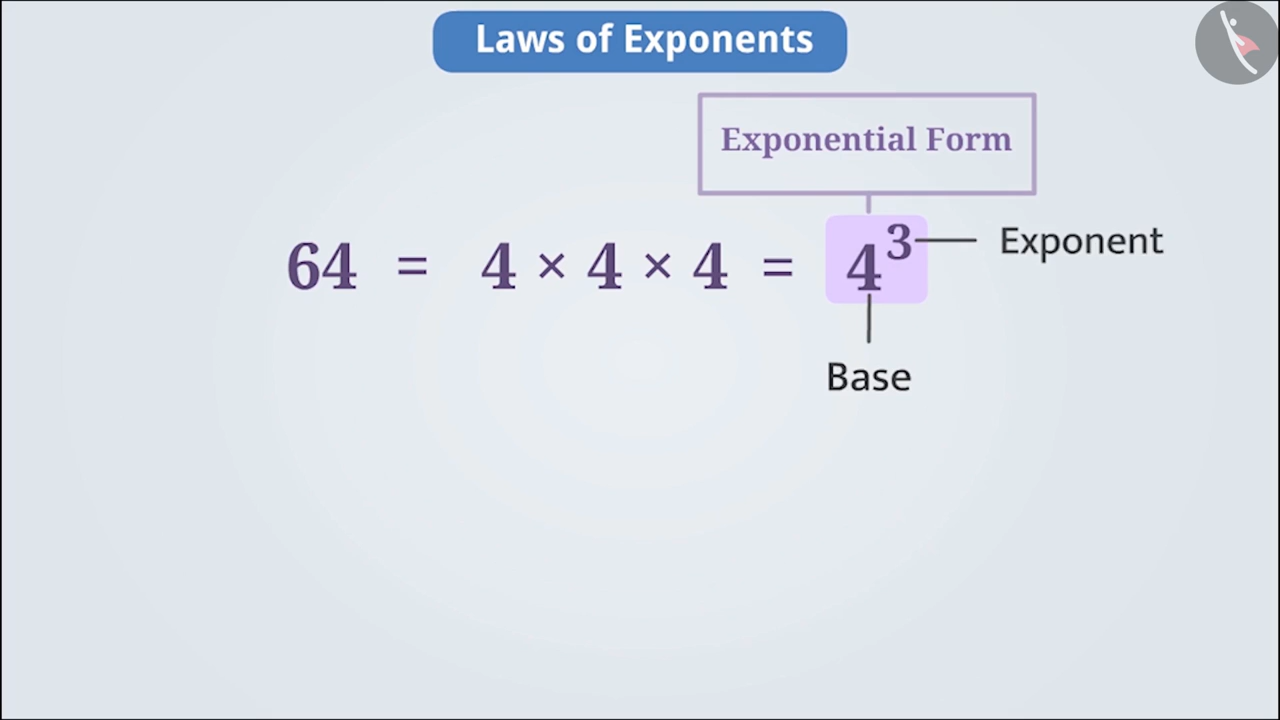 Laws of Exponents
Exponential Form
64 = 4 × 4 × 4 = 4³
Exponent
Base